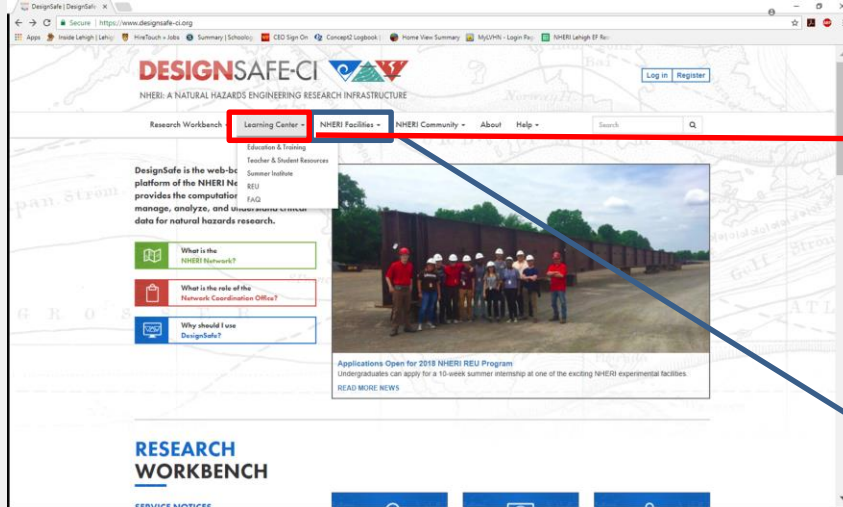 DesignSafe | DesignSafe-
Secure | https://www.designsafe-ci.org
Apps Inside Lehigh | Lehig HireTouch » Jobs Summary | Schoolog CEO Sign On Concept2 Logbook | Home View Summary MyLVHN - Login Pag NHERI Lehigh EF Rec
DESIGNSAFE-CI
NHERI: A NATURAL HAZARDS ENGINEERING RESEARCH INFRASTRUCTURE
Log in Register
Research Workbench Learning Center NHERI Facilities NHERI Community About Help Search
Education & Training
Teacher & Student Resources
Summer Institute
REU
FAQ
DesignSafe is the web-ba
platform of the NHERI Ne
provides the computation
manage, analyze, and understand critical
data for natural hazards research.
What is the
NHERI Network?
What is the role of the
Network Coordination Office?
Why should I use
DesignSafe?
Applications Open for 2018 NHERI REU Program
Undergraduates can apply for a 10-week summer internship at one of the exciting NHERI experimental facilities.
READ MORE NEWS
RESEARCH
WORKBENCH
SERVICE NOTICES